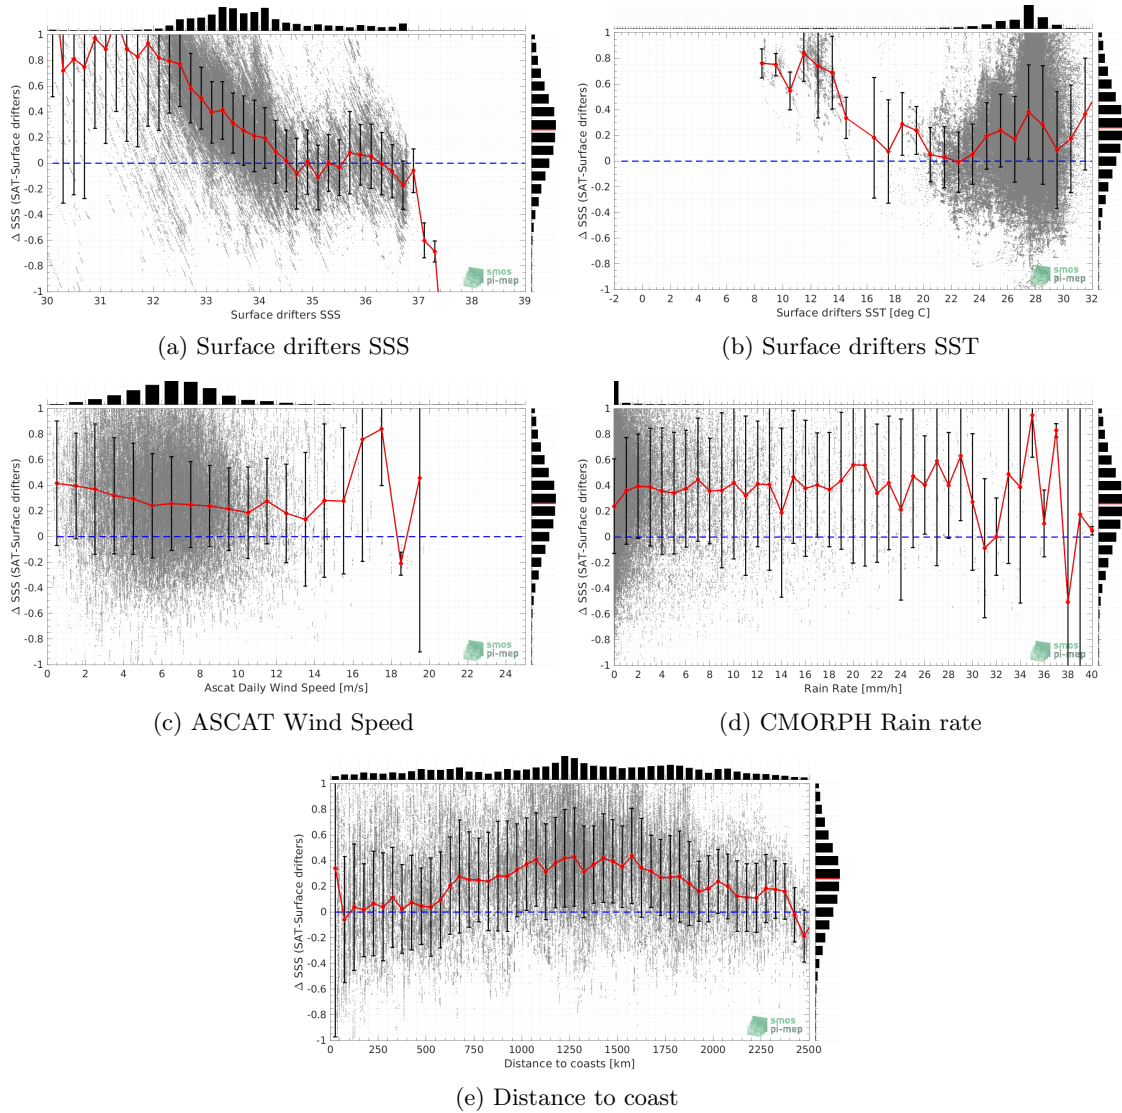 Δ SSS (SAT-Surface drifters)
1
0.8
0.6
0.4
0.2
0
-0.2
-0.4
-0.6
-0.8
-1
30 31 32 33 34 35 36 37 38 39
Surface drifters SSS
smos
pi-mep
(a) Surface drifters SSS
Δ SSS (SAT-Surface drifters)
1
0.8
0.6
0.4
0.2
0
-0.2
-0.4
-0.6
-0.8
-1
-2 0 2 4 6 8 10 12 14 16 18 20 22 24 26 28 30 32
Surface drifters SST [deg C]
smos
pi-mep
(b) Surface drifters SST
Δ SSS (SAT-Surface drifters)
1
0.8
0.6
0.4
0.2
0
-0.2
-0.4
-0.6
-0.8
-1
0 2 4 6 8 10 12 14 16 18 20 22 24
Ascat Daily Wind Speed [m/s]
smos
pi-mep
(c) ASCAT Wind Speed
Δ SSS (SAT-Surface drifters)
1
0.8
0.6
0.4
0.2
0
-0.2
-0.4
-0.6
-0.8
-1
0 2 4 6 8 10 12 14 16 18 20 22 24 26 28 30 32 34 36 38 40
Rain Rate [mm/h]
smos
pi-mep
(d) CMORPH Rain rate
Δ SSS (SAT-Surface drifters)
1
0.8
0.6
0.4
0.2
0
-0.2
-0.4
-0.6
-0.8
-1
0 250 500 750 1000 1250 1500 1750 2000 2250 2500
Distance to coasts [km]
smos
pi-mep
(e) Distance to coast